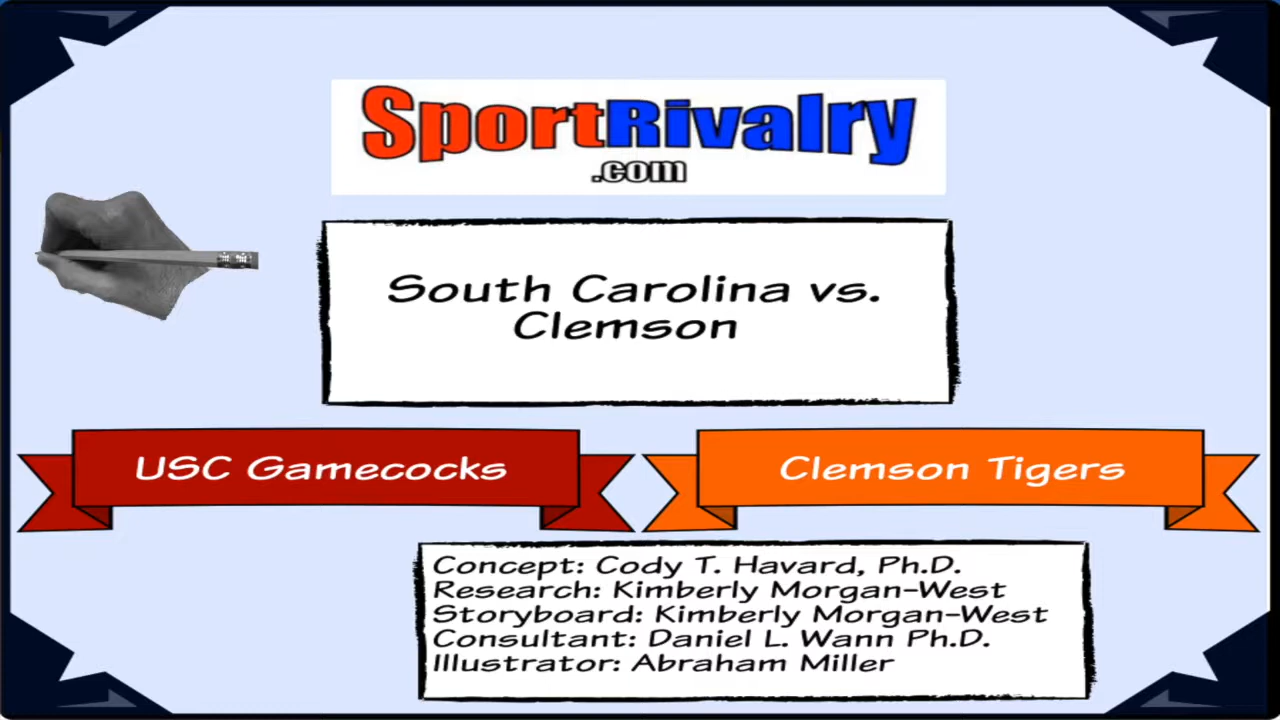 SportRivalry
.com
South Carolina vs.
Clemson
USC Gamecocks
Clemson Tigers
Concept: Cody T. Havard, Ph.D.
Research: Kimberly Morgan-West
Storyboard: Kimberly Morgan-West
Consultant: Daniel L. Wann Ph.D.
Illustrator: Abraham Miller